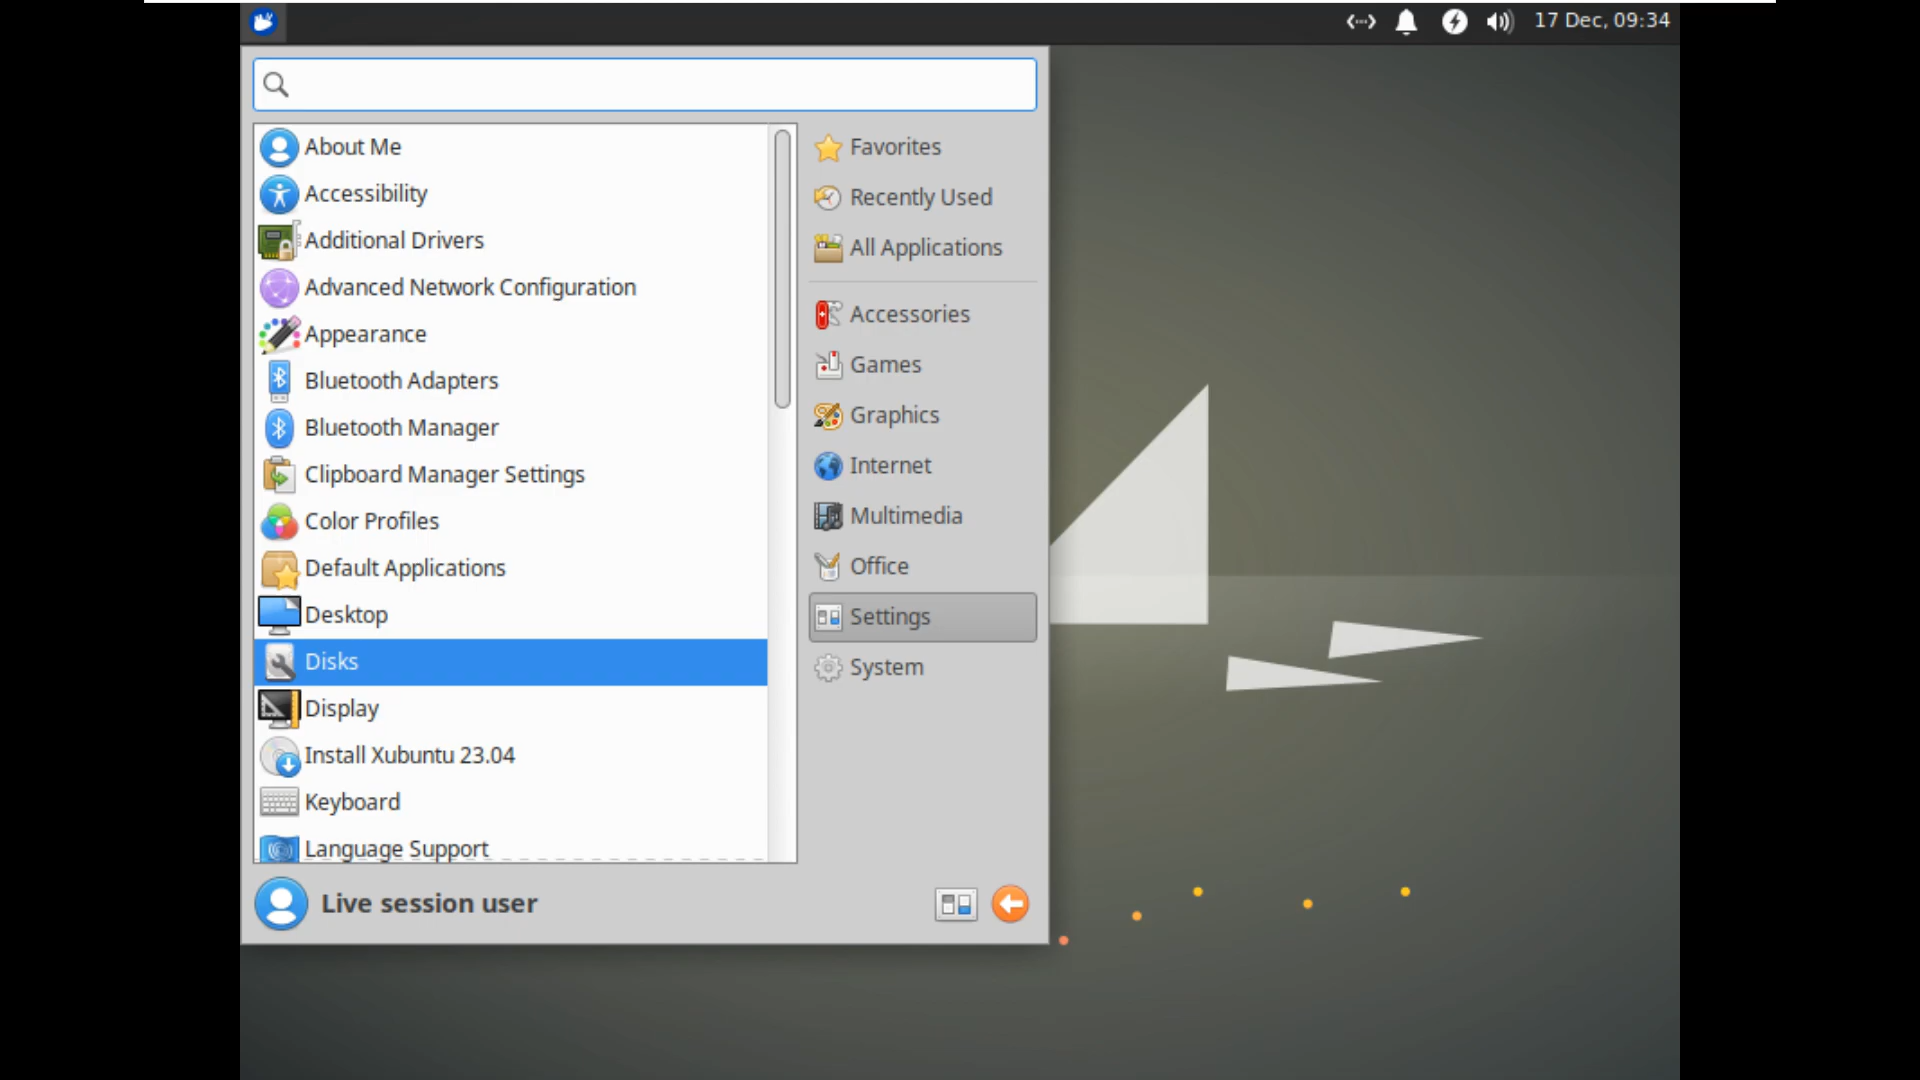 17 Dec, 09:34
About Me
Accessibility
Additional Drivers
Advanced Network Configuration
Appearance
Bluetooth Adapters
Bluetooth Manager
Clipboard Manager Settings
Color Profiles
Default Applications
Desktop
Disks
Display
Install Xubuntu 23.04
Keyboard
Language Support
Favorites
Recently Used
All Applications
Accessories
Games
Graphics
Internet
Multimedia
Office
Settings
System
Live session user